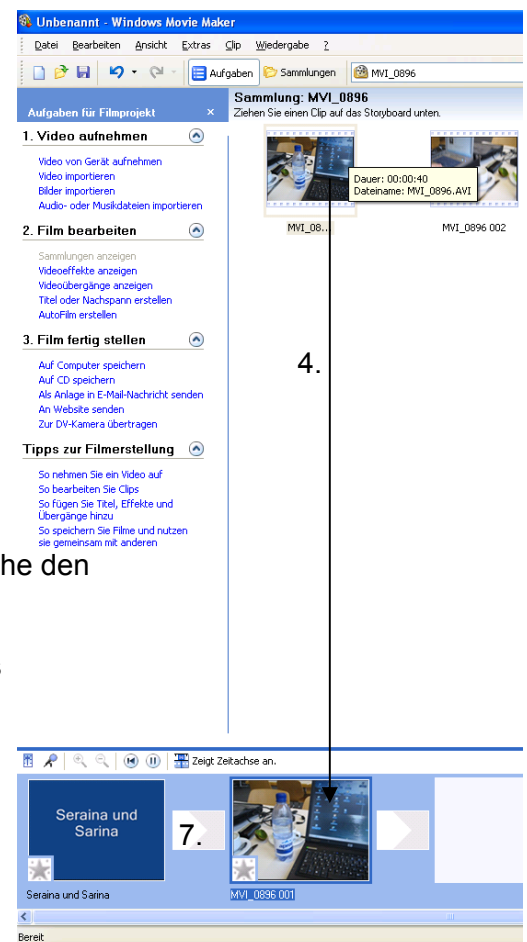 Unbenannt - Windows Movie Maker
Datei Bearbeiten Ansicht Extras Clip Wiedergabe ?
Aufgaben Sammlungen MVI_0896
Aufgaben für Filmprojekt ×
Sammlung: MVI_0896
Ziehen Sie einen Clip auf das Storyboard unten.
1. Video aufnehmen
Video von Gerät aufnehmen
Video importieren
Bilder importieren
Audio- oder Musikdateien importieren
2. Film bearbeiten
Sammlungen anzeigen
Videoeffekte anzeigen
Videoübergänge anzeigen
Titel oder Nachspann erstellen
AutoFilm erstellen
3. Film fertig stellen
Auf Computer speichern
Auf CD speichern
Als Anlage in E-Mail-Nachricht senden
An Website senden
Zur DV-Kamera übertragen
Tipps zur Filmerstellung
So nehmen Sie ein Video auf
So bearbeiten Sie Clips
So fügen Sie Titel, Effekte und
Übergänge hinzu
So speichern Sie Filme und nutzen
sie gemeinsam mit anderen
Dauer: 00:00:40
Dateiname: MVI_0896.AVI
MVI_08...
MVI_0896 002
4.
he den
Zeigt Zeitachse an.
Seraina und
Sarina
7.
Seraina und Sarina
MVI_0896 001
Bereit